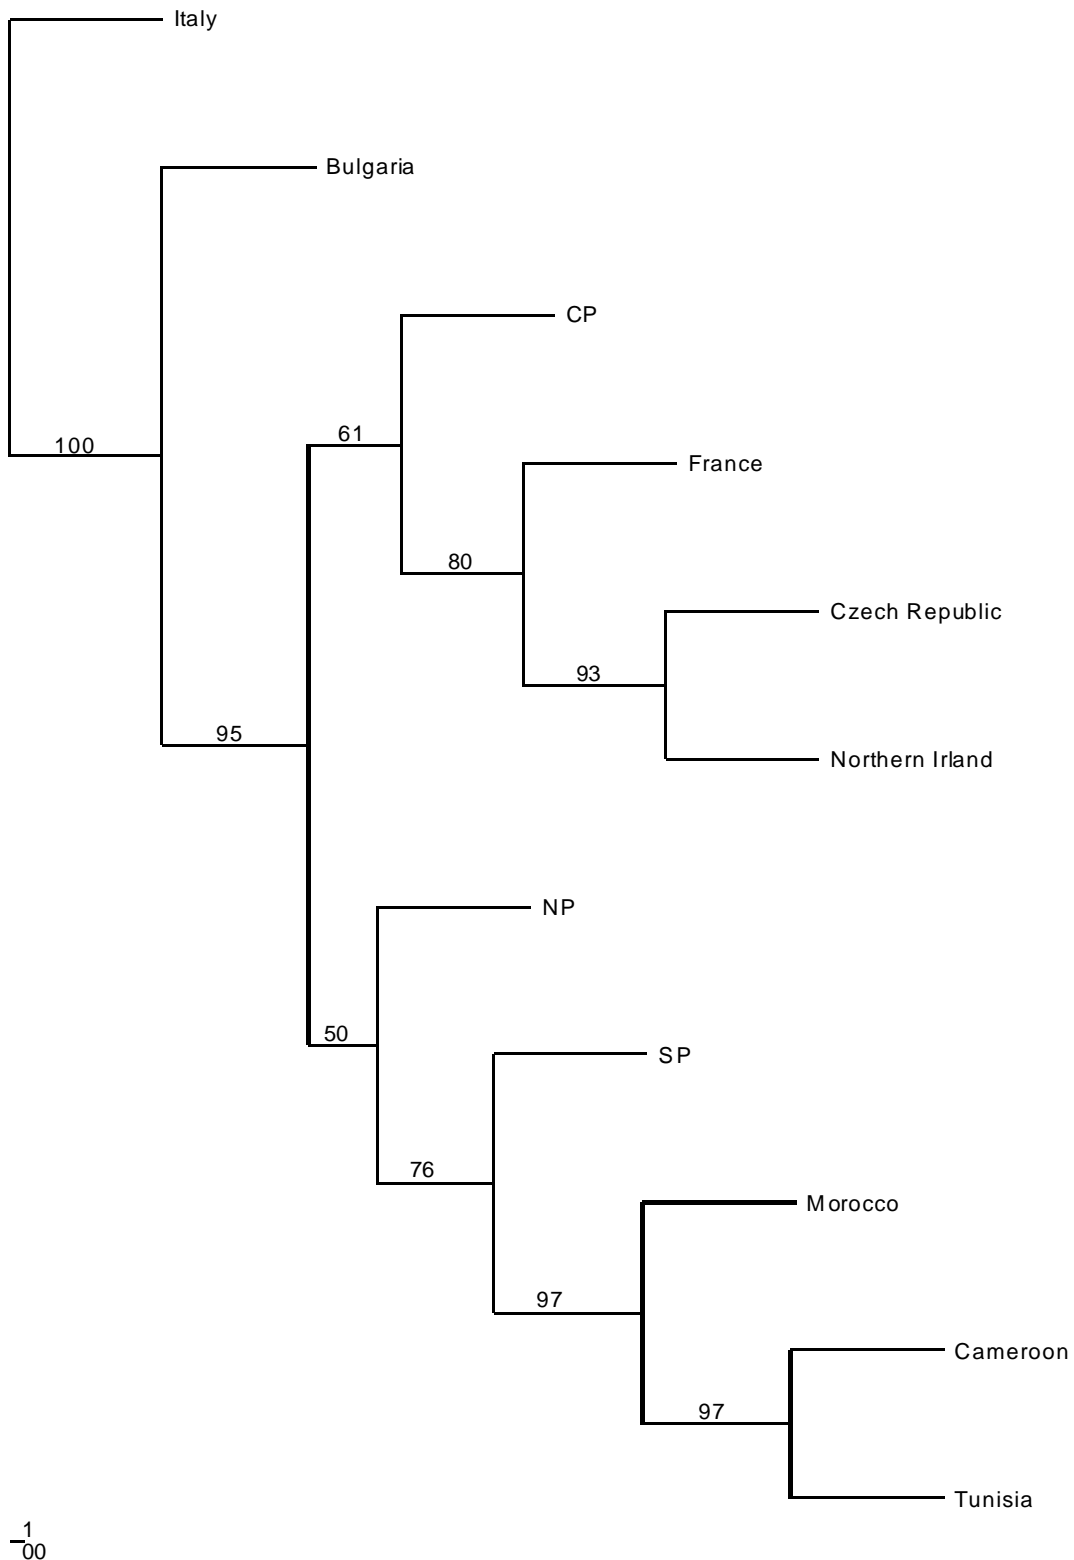 Italy
Bulgaria
CP
61
100
France
80
Czech Republic
93
95
Northern Irland
NP
50
SP
76
Morocco
97
Cameroon
97
Tunisia
1
00